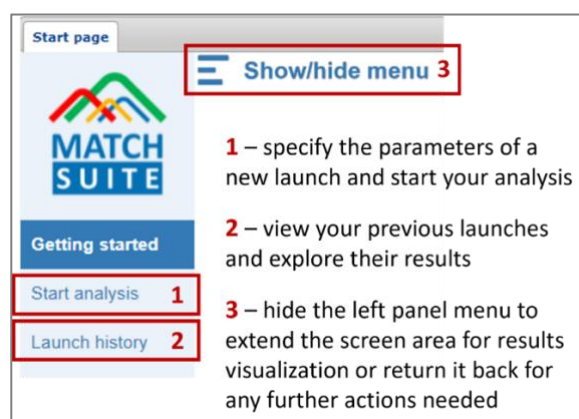 Start page
Show/hide menu 3
MATCH
SUITE
Getting started
Start analysis 1
Launch history 2
1 – specify the parameters of a
new launch and start your analysis
2 – view your previous launches
and explore their results
3 – hide the left panel menu to
extend the screen area for results
visualization or return it back for
any further actions needed